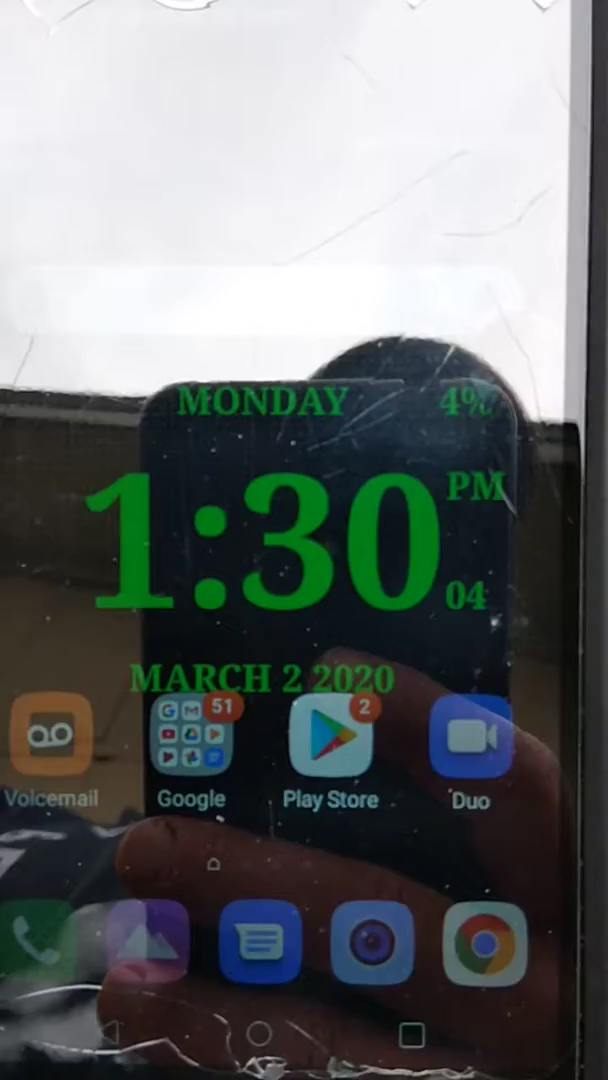 MONDAY 4%
1:30 PM
04
MARCH 2 2020
51 2
Voicemail Google Play Store Duo